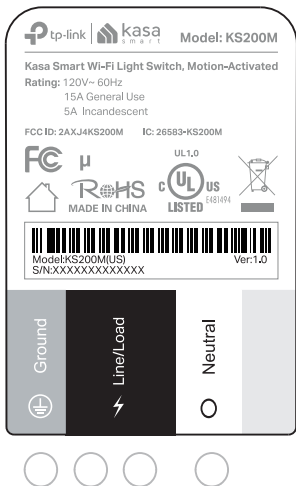 tp-link kasa smart Model: KS200M
Kasa Smart Wi-Fi Light Switch, Motion-Activated
Rating: 120V~ 60Hz
15A General Use
5A Incandescent
FCC ID: 2AXJ4KS200M IC: 26583-KS200M
FC µ
UL1.0
c UL US
LISTED E481494
RoHS
MADE IN CHINA
Model:KS200M(US) Ver:1.0
S/N:XXXXXXXXXXXXX
Ground
Line/Load
Neutral